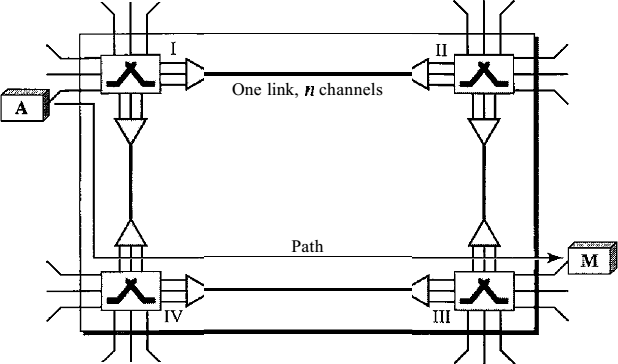 I
II
A
One link, n channels
Path
M
IV
III